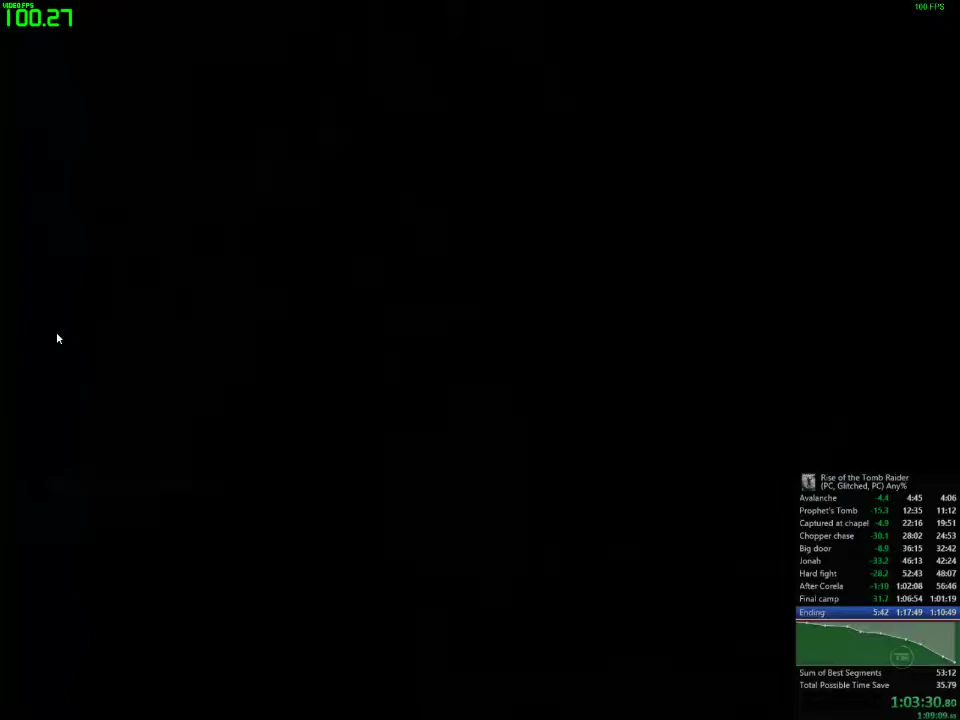 VIDEO FPS
100.27
100 FPS
Rise of the Tomb Raider
(PC, Glitched, PC) Any%
Avalanche -4.4 4:45 4:06
Prophet's Tomb -15.3 12:35 11:12
Captured at chapel -4.9 22:16 19:51
Chopper chase -30.1 28:02 24:53
Big door -8.9 36:15 32:42
Jonah -33.2 46:13 42:24
Hard fight -28.2 52:43 48:07
After Corela -1:10 1:02:08 56:46
Final camp 31.7 1:06:54 1:01:19
Ending 5:42 1:17:49 1:10:49
Sum of Best Segments 53:12
Total Possible Time Save 35.79
1:03:30.80